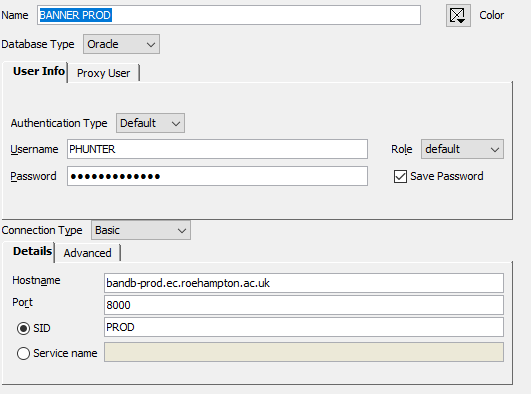 Name BANNER PROD Color
Database Type Oracle
User Info Proxy User
Authentication Type Default
Username PHUNTER Role default
Password ●●●●●●●●●●●●● Save Password
Connection Type Basic
Details Advanced
Hostname bandb-prod.ec.roehampton.ac.uk
Port 8000
SID PROD
Service name